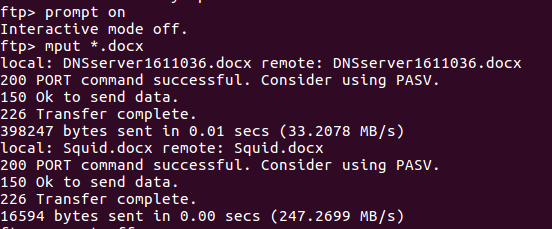 ftp> prompt on
Interactive mode off.
ftp> mput *.docx
local: DNSserver1611036.docx remote: DNSserver1611036.docx
200 PORT command successful. Consider using PASV.
150 Ok to send data.
226 Transfer complete.
398247 bytes sent in 0.01 secs (33.2078 MB/s)
local: Squid.docx remote: Squid.docx
200 PORT command successful. Consider using PASV.
150 Ok to send data.
226 Transfer complete.
16594 bytes sent in 0.00 secs (247.2699 MB/s)